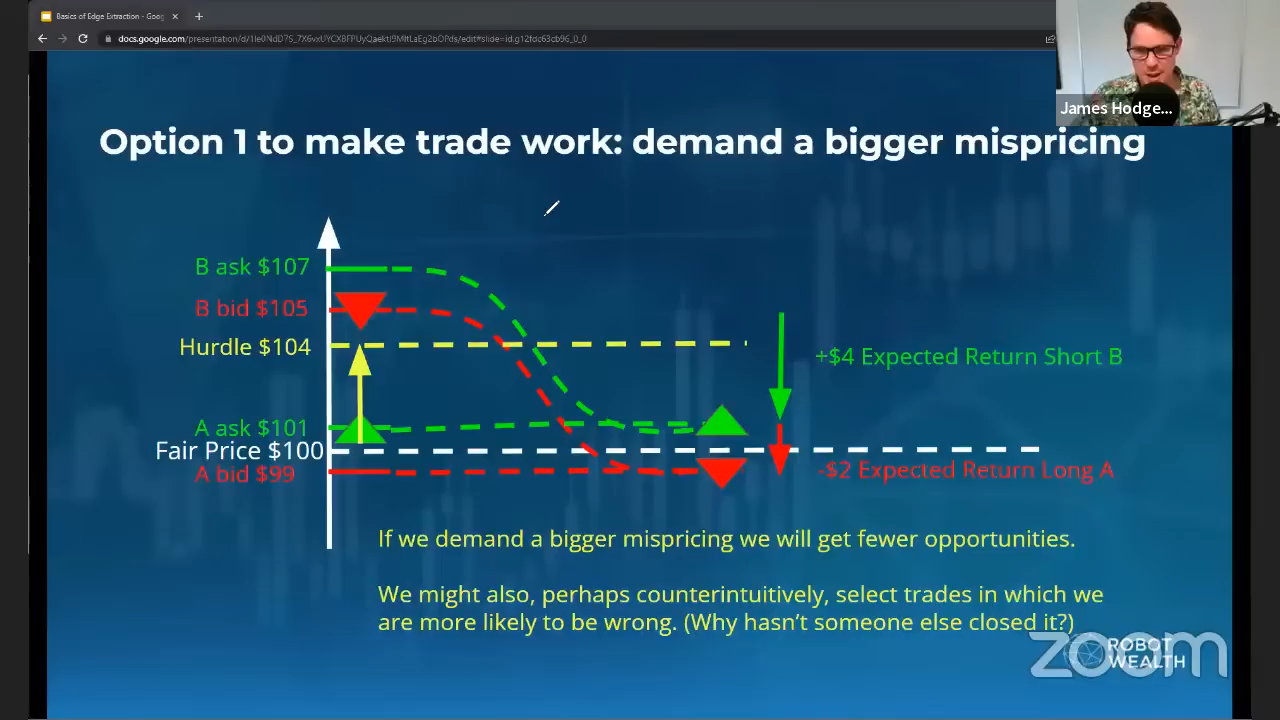 Basics of Edge Extraction - Goog
docs.google.com/presentation/d/1Ie0NdD7S_7X6vxUYCXBFPUyQaektI9MltLaEg2bOPds/edit#slide=id.g12fdc63cb96_0_0
James Hodge...
Option 1 to make trade work: demand a bigger mispricing
B ask $107
B bid $105
Hurdle $104
+$4 Expected Return Short B
A ask $101
Fair Price $100
A bid $99
-$2 Expected Return Long A
If we demand a bigger mispricing we will get fewer opportunities.
We might also, perhaps counterintuitively, select trades in which we
are more likely to be wrong. (Why hasn't someone else closed it?)
zoom
ROBOT
WEALTH